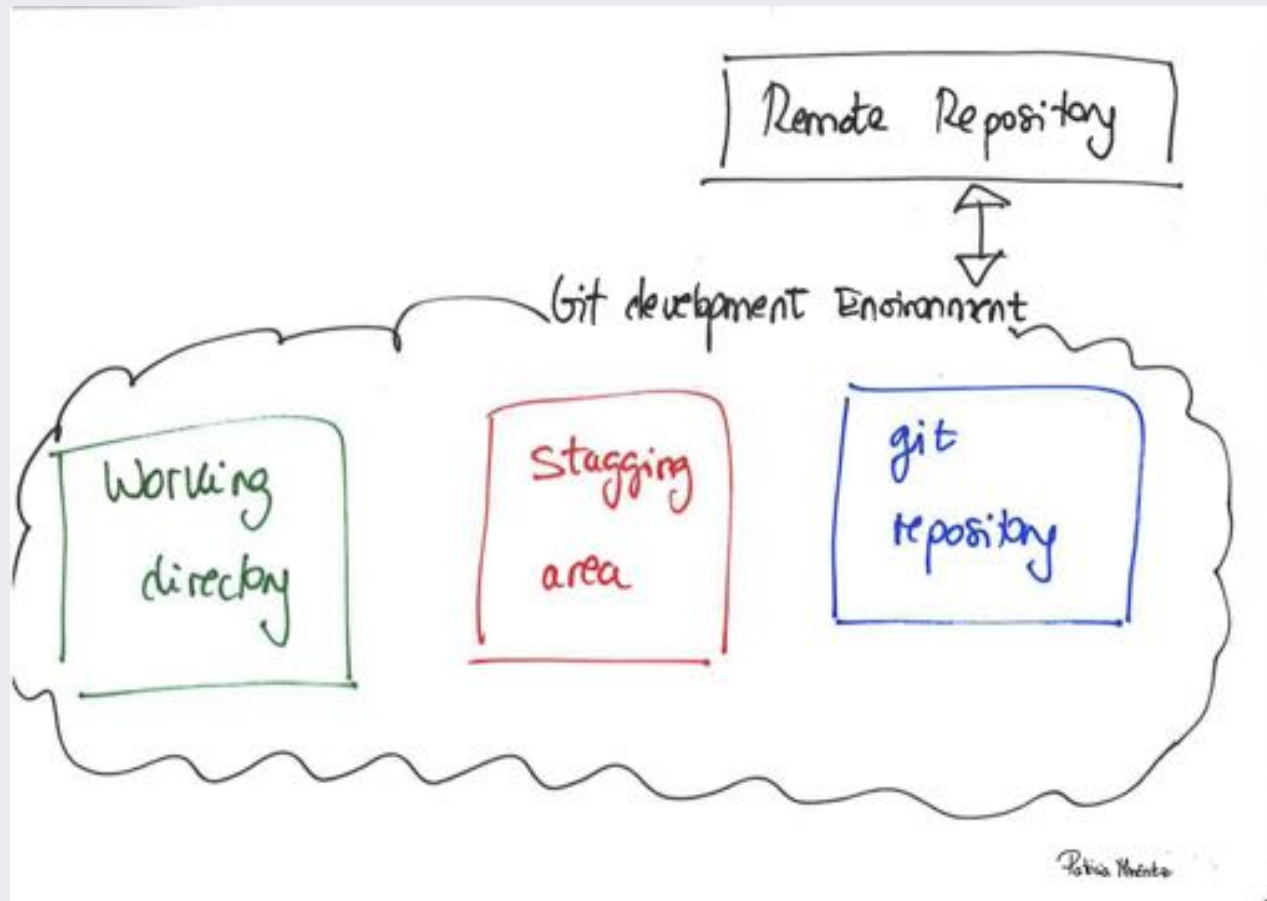 Remote Repository
Git development Environment
Working
directory
Stagging
area
git
repository